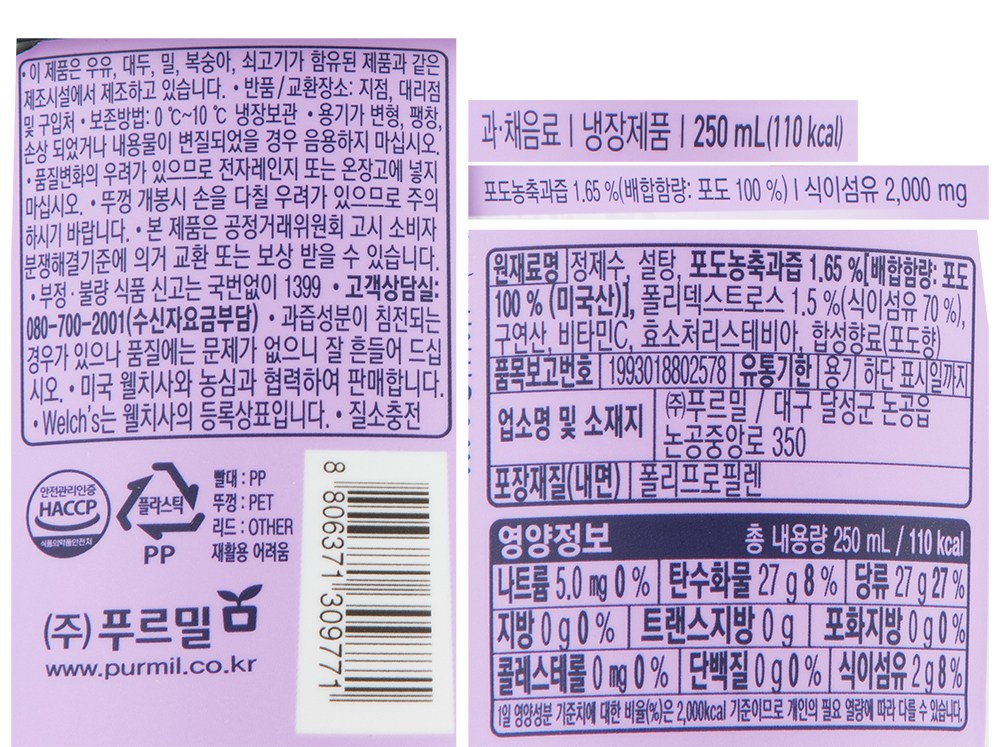 • 이 제품은 우유, 대두, 밀, 복숭아, 쇠고기가 함유된 제품과 같은
제조시설에서 제조하고 있습니다. • 반품/교환장소: 지점, 대리점
및 구입처 • 보존방법: 0 ℃~10 ℃ 냉장보관 • 용기가 변형, 팽창,
손상 되었거나 내용물이 변질되었을 경우 음용하지 마십시오.
• 품질변화의 우려가 있으므로 전자레인지 또는 온장고에 넣지
마십시오. • 뚜껑 개봉시 손을 다칠 우려가 있으므로 주의
하시기 바랍니다. • 본 제품은 공정거래위원회 고시 소비자
분쟁해결기준에 의거 교환 또는 보상 받을 수 있습니다.
• 부정·불량 식품 신고는 국번없이 1399 • 고객상담실:
080-700-2001(수신자요금부담) • 과즙성분이 침전되는
경우가 있으나 품질에는 문제가 없으니 잘 흔들어 드십
시오. • 미국 웰치사와 농심과 협력하여 판매합니다.
• Welch's는 웰치사의 등록상표입니다. • 질소충전
안전관리인증
HACCP
식품의약품안전처
플라스틱
PP
빨대 : PP
뚜껑 : PET
리드 : OTHER
재활용 어려움
(주)푸르밀
www.purmil.co.kr
8 806371 309771
과·채음료 | 냉장제품 | 250 mL(110 kcal)
포도농축과즙 1.65 %(배합함량: 포도 100 %) | 식이섬유 2,000 mg
원재료명 정제수, 설탕, 포도농축과즙 1.65 %[배합함량: 포도
100 % (미국산)], 폴리덱스트로스 1.5 %(식이섬유 70 %),
구연산, 비타민C, 효소처리스테비아, 합성향료(포도향)
품목보고번호 1993018802578 유통기한 용기 하단 표시일까지
업소명 및 소재지 ㈜푸르밀 / 대구 달성군 논공읍
논공중앙로 350
포장재질(내면) 폴리프로필렌
영양정보 총 내용량 250 mL / 110 kcal
나트륨 5.0 mg 0 % 탄수화물 27 g 8 % 당류 27 g 27 %
지방 0 g 0 % 트랜스지방 0 g 포화지방 0 g 0 %
콜레스테롤 0 mg 0 % 단백질 0 g 0 % 식이섬유 2 g 8 %
1일 영양성분 기준치에 대한 비율(%)은 2,000kcal 기준이므로 개인의 필요 열량에 따라 다를 수 있습니다.